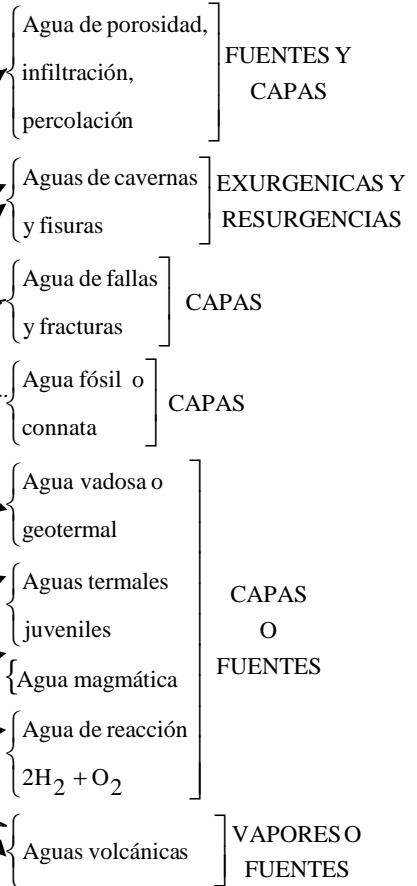 Agua de porosidad,
infiltración,
percolación
FUENTES Y
CAPAS
Aguas de cavernas
y fisuras
EXURGENICAS Y
RESURGENCIAS
Agua de fallas
y fracturas
CAPAS
Agua fósil o
connata
CAPAS
Agua vadosa o
geotermal
Aguas termales
juveniles
Agua magmática
Agua de reacción
2H₂ + O₂
CAPAS
O
FUENTES
Aguas volcánicas
VAPORES O
FUENTES